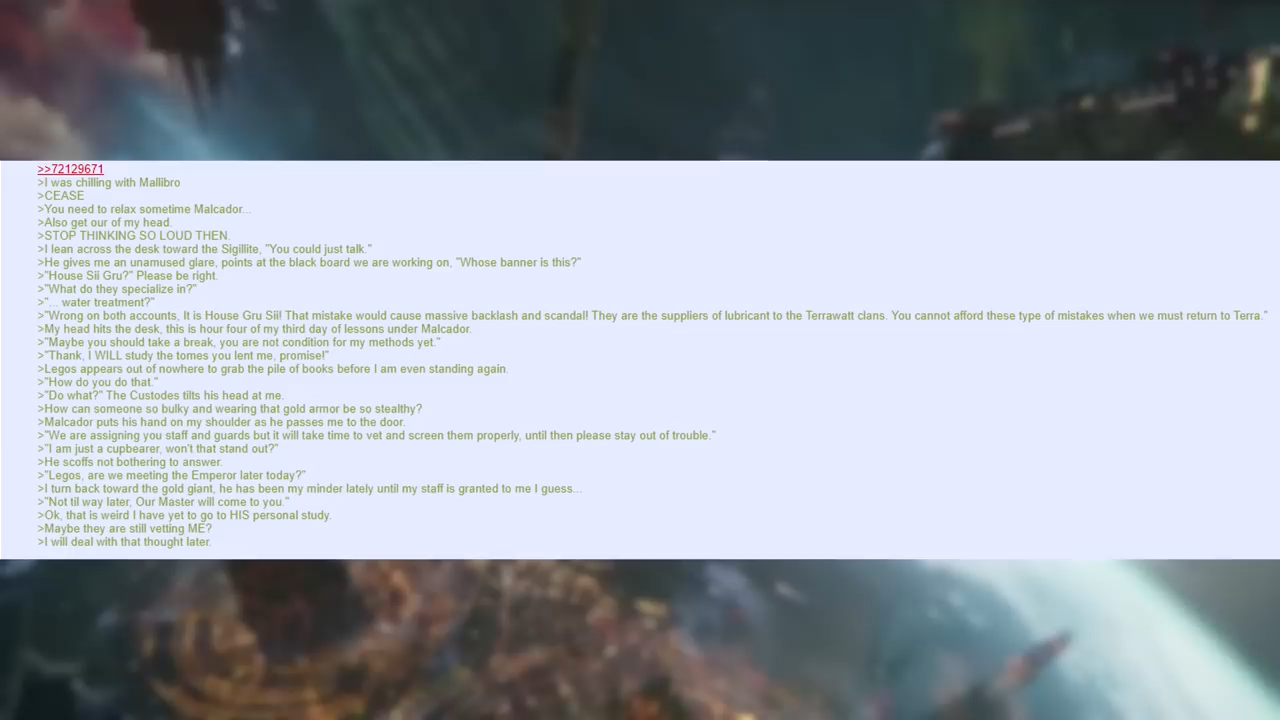 >>72129671
>I was chilling with Mallibro
>CEASE
>You need to relax sometime Malcador...
>Also get our of my head.
>STOP THINKING SO LOUD THEN.
>I lean across the desk toward the Sigillite, "You could just talk."
>He gives me an unamused glare, points at the black board we are working on, "Whose banner is this?"
>"House Sii Gru?" Please be right.
>"What do they specialize in?"
>"... water treatment?"
>"Wrong on both accounts, It is House Gru Sii! That mistake would cause massive backlash and scandal! They are the suppliers of lubricant to the Terrawatt clans. You cannot afford these type of mistakes when we must return to Terra."
>My head hits the desk, this is hour four of my third day of lessons under Malcador.
>"Maybe you should take a break, you are not condition for my methods yet."
>"Thank, I WILL study the tomes you lent me, promise!"
>Legos appears out of nowhere to grab the pile of books before I am even standing again.
>"How do you do that."
>"Do what?" The Custodes tilts his head at me.
>How can someone so bulky and wearing that gold armor be so stealthy?
>Malcador puts his hand on my shoulder as he passes me to the door.
>"We are assigning you staff and guards but it will take time to vet and screen them properly, until then please stay out of trouble."
>"I am just a cupbearer, won't that stand out?"
>He scoffs not bothering to answer.
>"Legos, are we meeting the Emperor later today?"
>I turn back toward the gold giant, he has been my minder lately until my staff is granted to me I guess...
>"Not til way later, Our Master will come to you."
>Ok, that is weird I have yet to go to HIS personal study.
>Maybe they are still vetting ME?
>I will deal with that thought later.